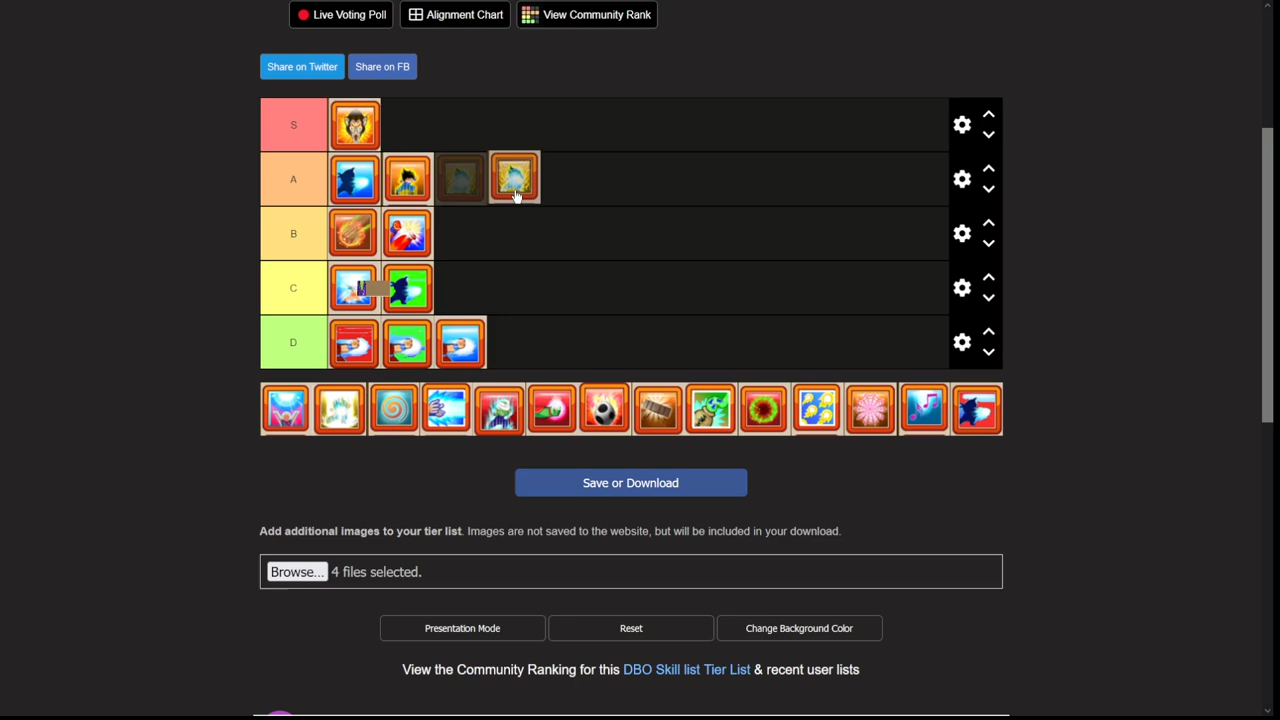 Live Voting Poll
Alignment Chart
View Community Rank
Share on Twitter
Share on FB
S
A
B
C
D
Save or Download
Add additional images to your tier list. Images are not saved to the website, but will be included in your download.
Browse... 4 files selected.
Presentation Mode
Reset
Change Background Color
View the Community Ranking for this DBO Skill list Tier List & recent user lists